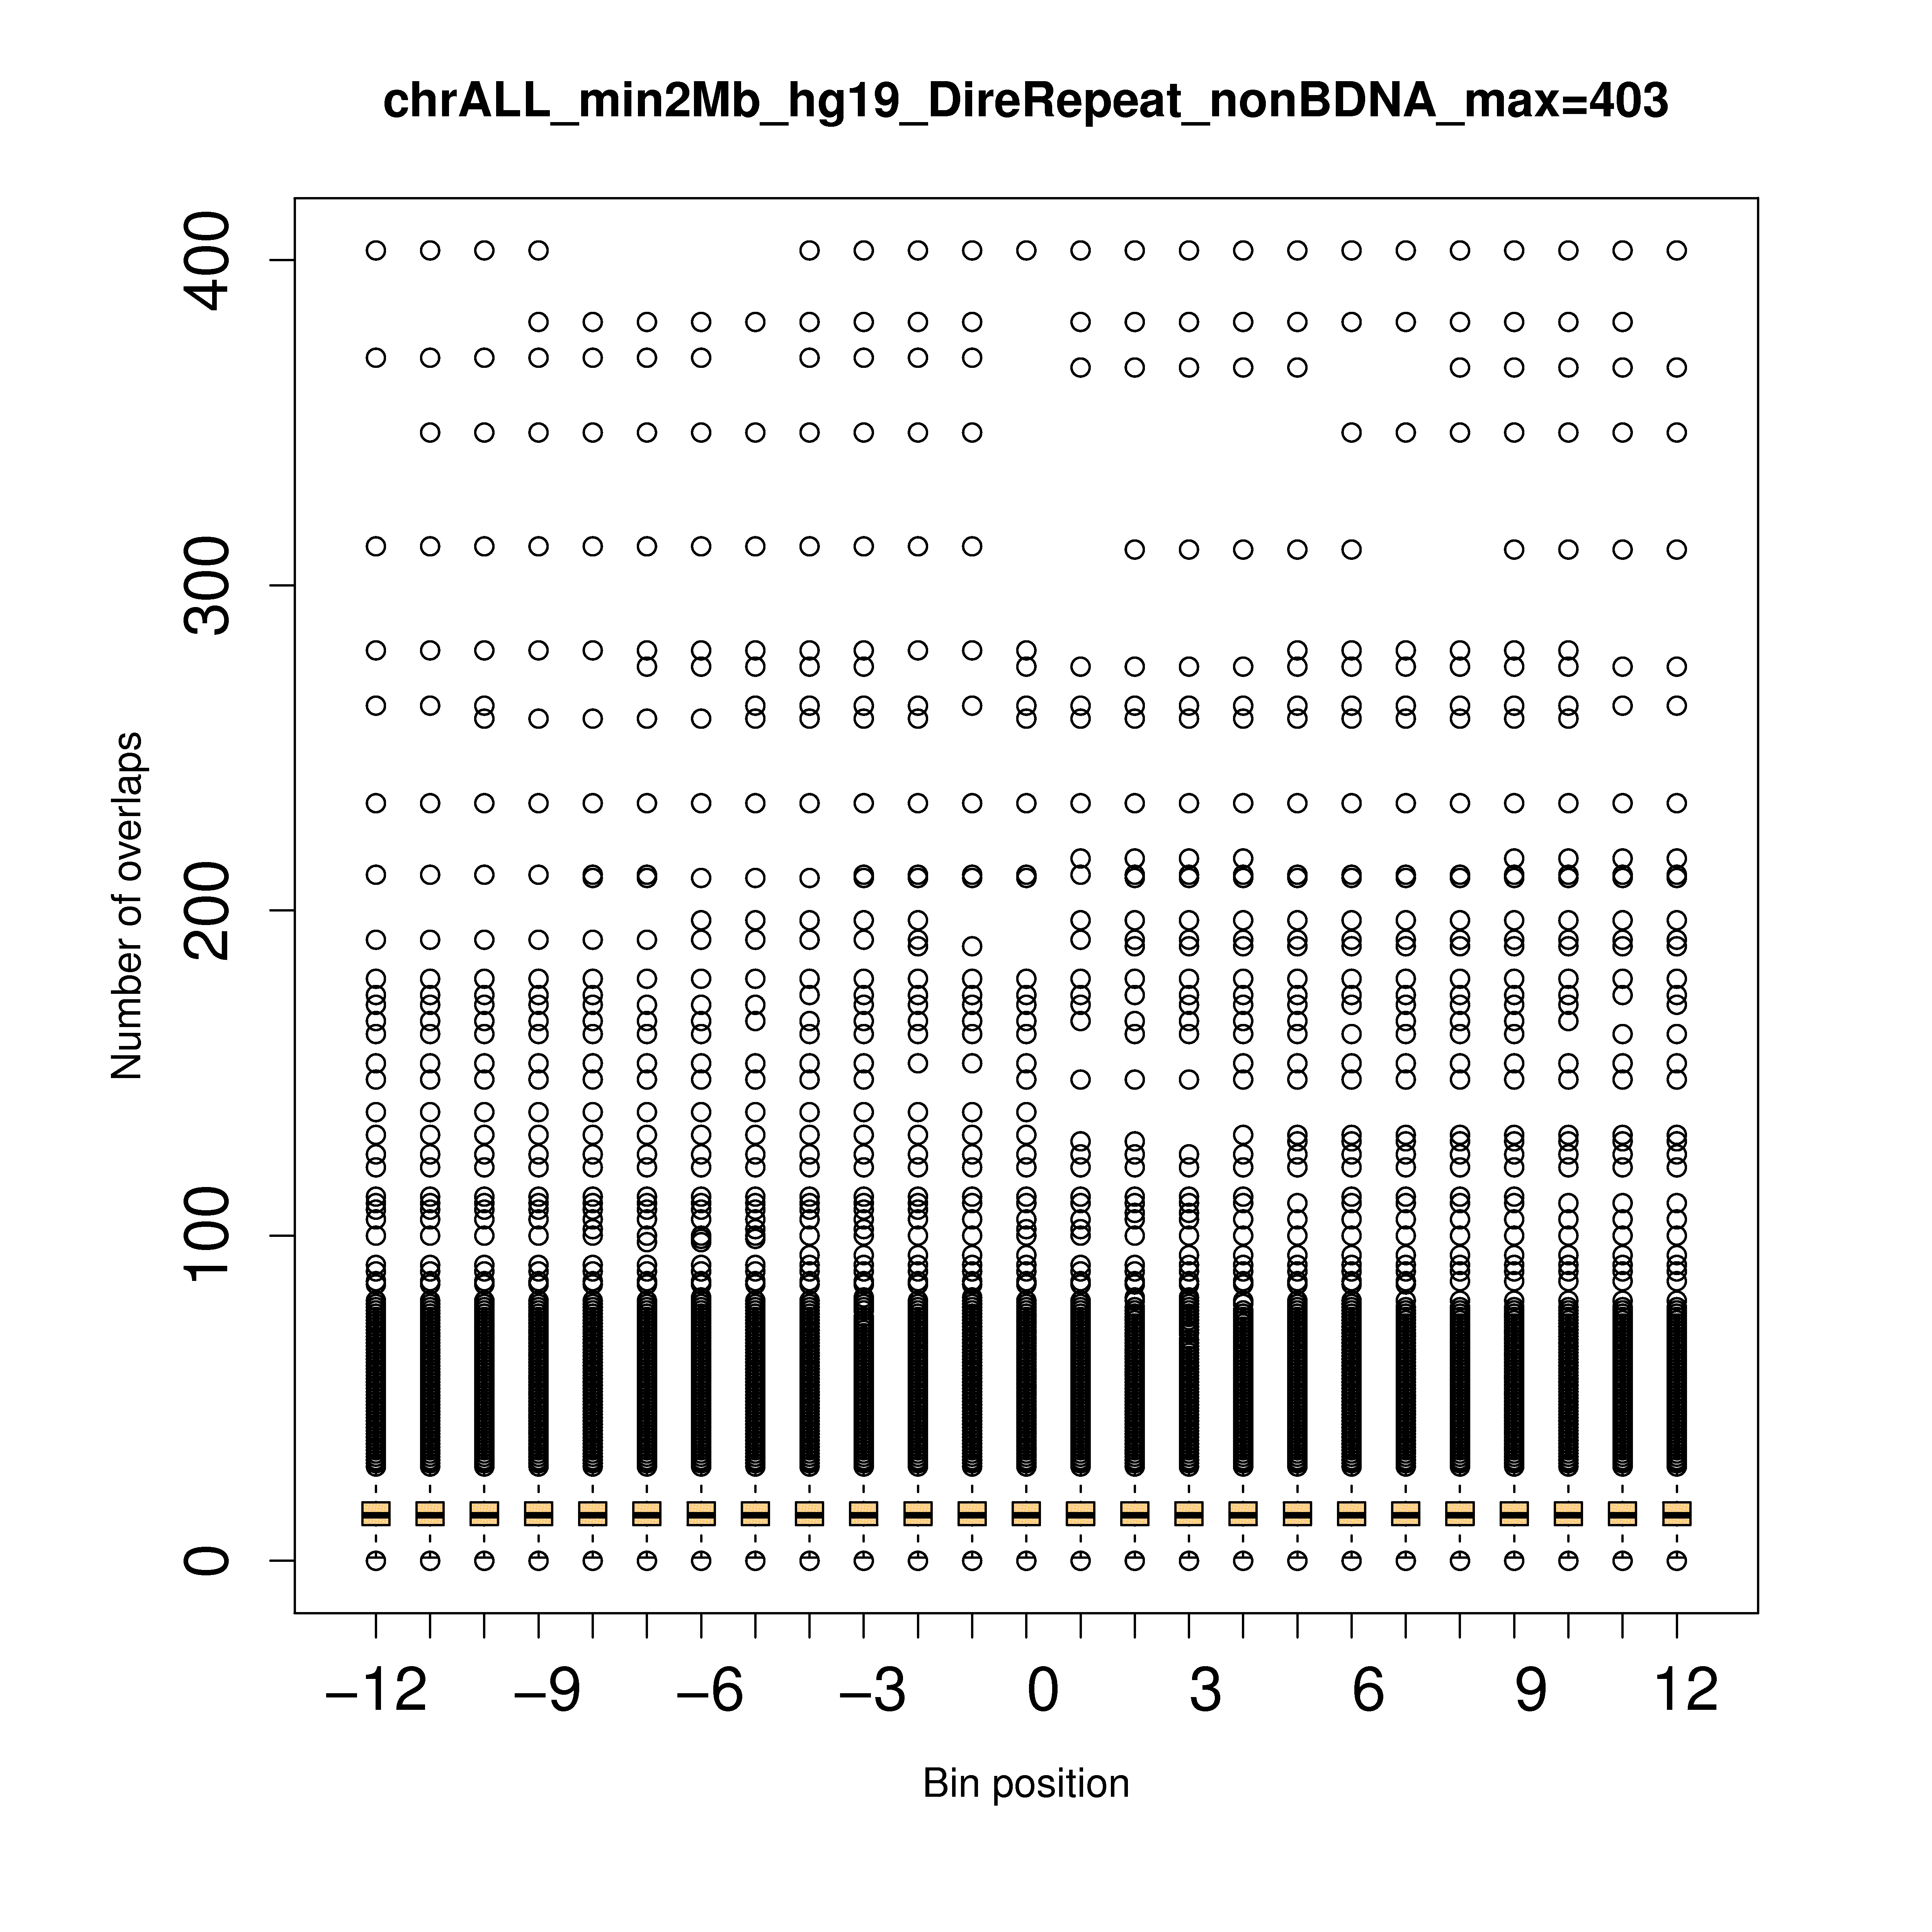 chrALL_min2Mb_hg19_DireRepeat_nonBDNA_max=403
400
300
200
100
0
Number of overlaps
−12 −9 −6 −3 0 3 6 9 12
Bin position